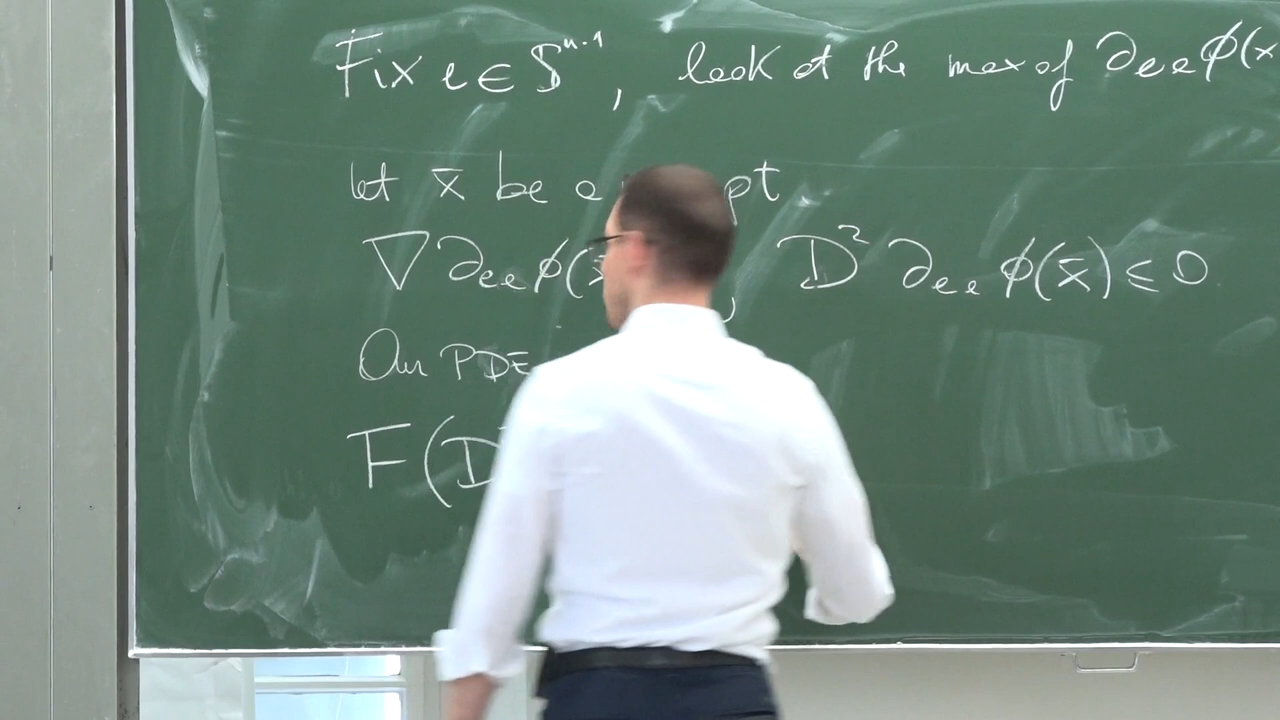 Fix e ∈ S^{n-1}, look at the max of ∂_{ee}ϕ(x
let x̄ be a pt
∇∂_{ee}ϕ(x̄ , D²∂_{ee}ϕ(x̄) ≤ 0
Our PDE
F(D